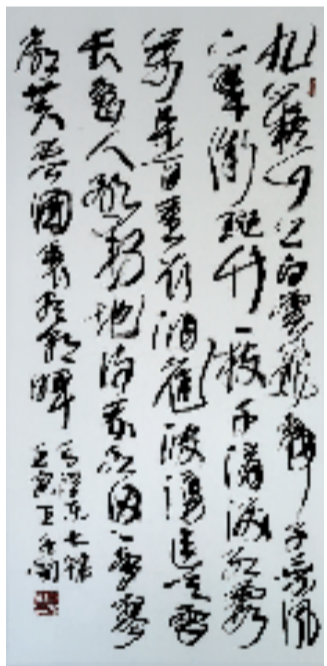 九嶷山上白雲飛帝子乘風
下翠微斑竹一枝千滴淚紅霞
萬朵百重衣洞庭波湧連天雪
長島人歌動地詩我欲因之夢寥
廓芙蓉國裏盡朝暉
毛澤東七律